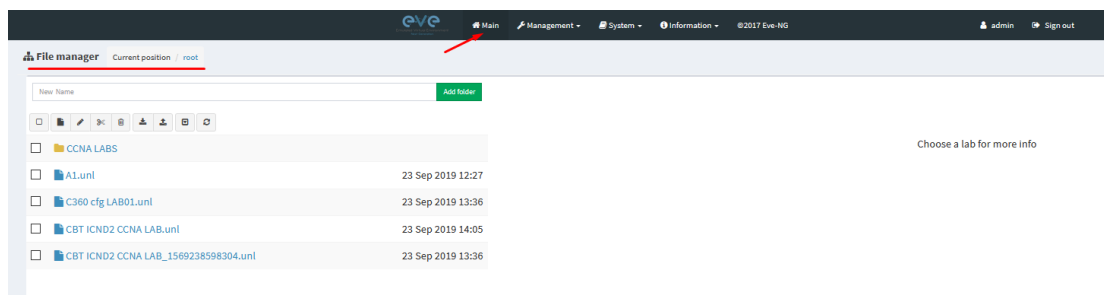 eve
Main
Management
System
Information
©2017 Eve-NG
admin
Sign out
File manager Current position / root
New Name
Add folder
CCNA LABS
A1.unl 23 Sep 2019 12:27
C360 cfg LAB01.unl 23 Sep 2019 13:36
CBT ICND2 CCNA LAB.unl 23 Sep 2019 14:05
CBT ICND2 CCNA LAB_1569238598304.unl 23 Sep 2019 13:36
Choose a lab for more info